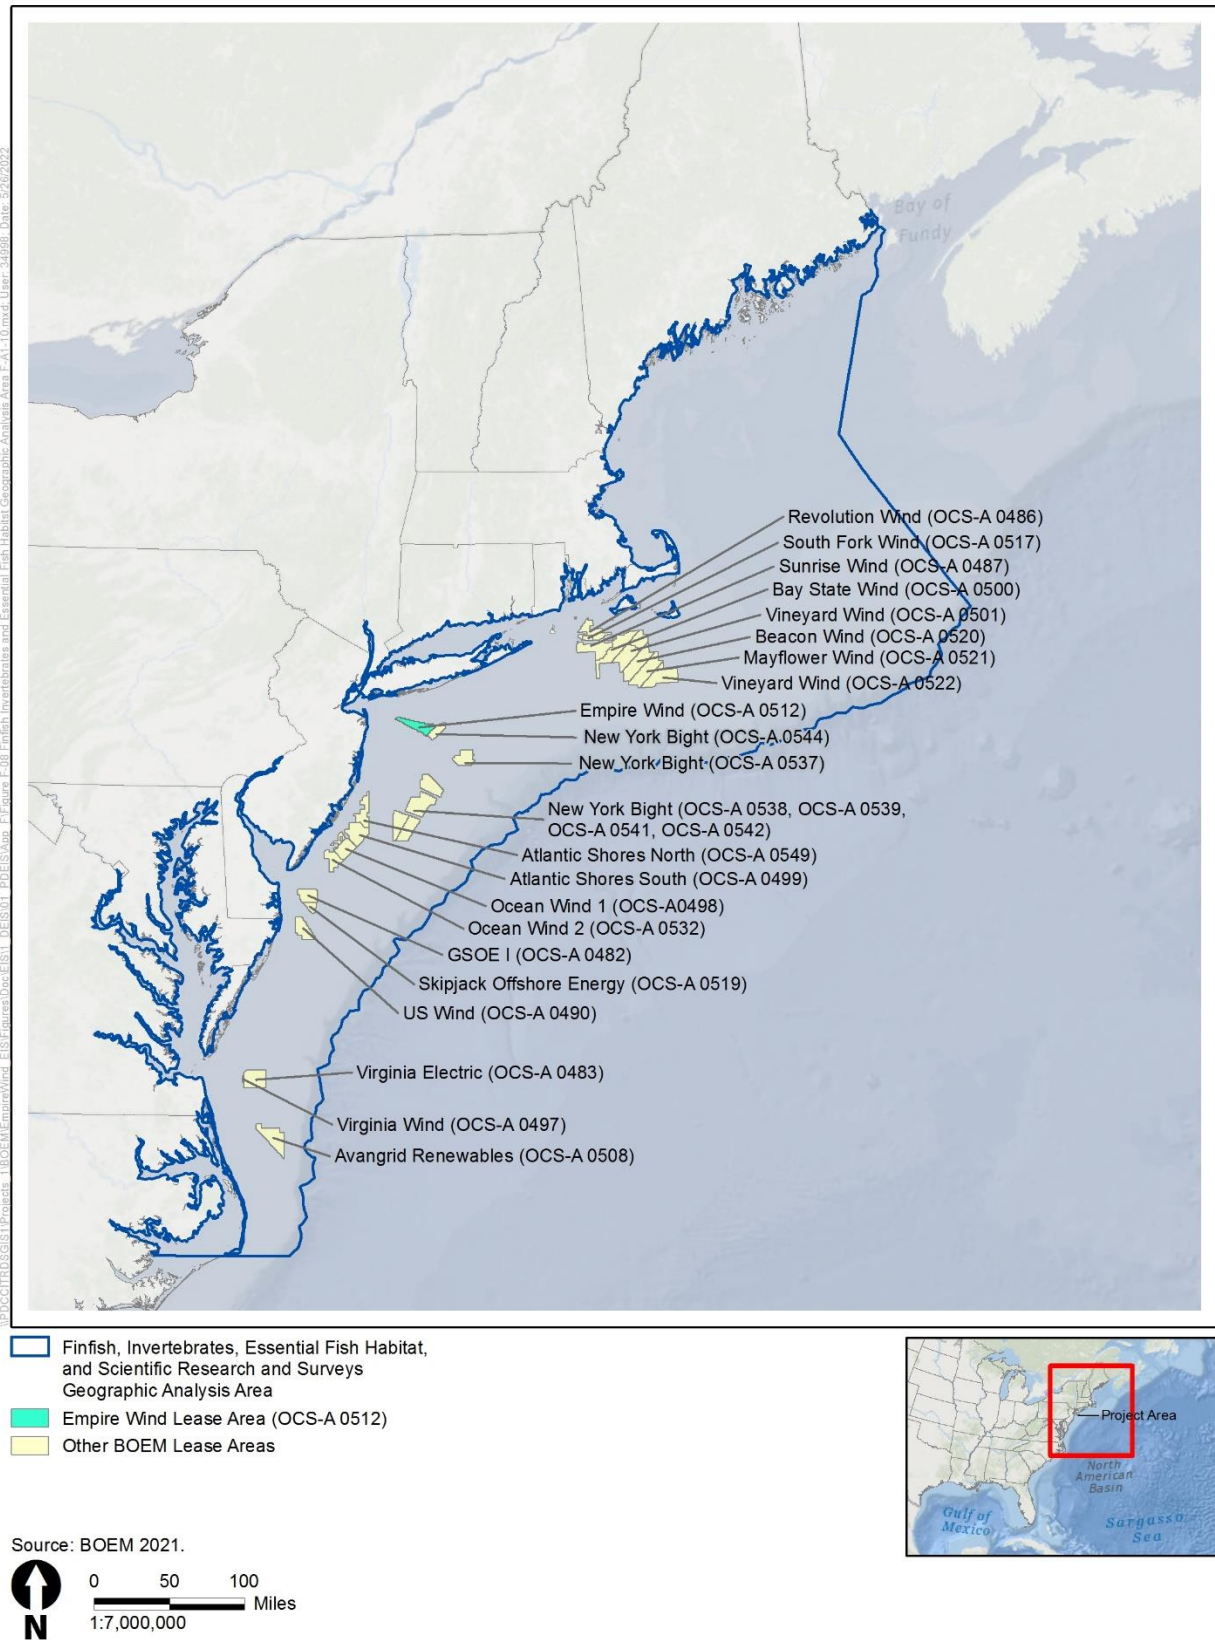 Bay of
Fundy
Revolution Wind (OCS-A 0486)
South Fork Wind (OCS-A 0517)
Sunrise Wind (OCS-A 0487)
Bay State Wind (OCS-A 0500)
Vineyard Wind (OCS-A 0501)
Beacon Wind (OCS-A 0520)
Mayflower Wind (OCS-A 0521)
Vineyard Wind (OCS-A 0522)
Empire Wind (OCS-A 0512)
New York Bight (OCS-A 0544)
New York Bight (OCS-A 0537)
New York Bight (OCS-A 0538, OCS-A 0539,
OCS-A 0541, OCS-A 0542)
Atlantic Shores North (OCS-A 0549)
Atlantic Shores South (OCS-A 0499)
Ocean Wind 1 (OCS-A0498)
Ocean Wind 2 (OCS-A 0532)
GSOE I (OCS-A 0482)
Skipjack Offshore Energy (OCS-A 0519)
US Wind (OCS-A 0490)
Virginia Electric (OCS-A 0483)
Virginia Wind (OCS-A 0497)
Avangrid Renewables (OCS-A 0508)
Finfish, Invertebrates, Essential Fish Habitat,
and Scientific Research and Surveys
Geographic Analysis Area
Empire Wind Lease Area (OCS-A 0512)
Other BOEM Lease Areas
Project Area
North
American
Basin
Gulf of
Mexico
Sargasso
Sea
Source: BOEM 2021.
N
0 50 100
Miles
1:7,000,000